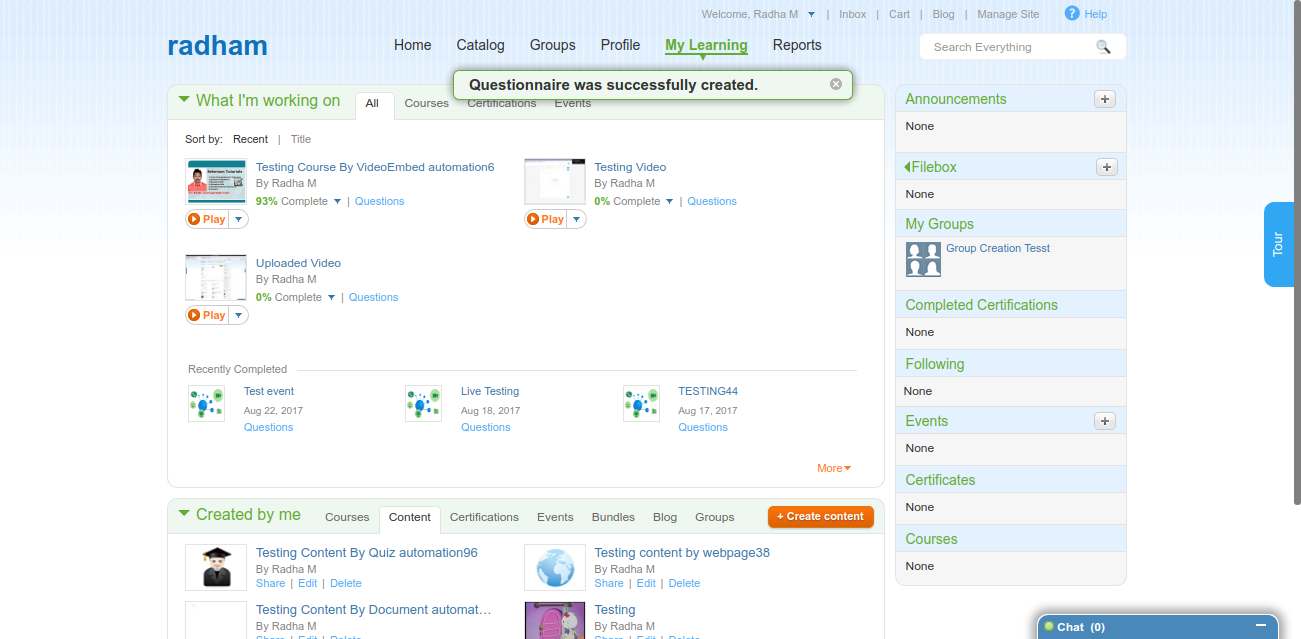 Welcome, Radha M | Inbox | Cart | Blog | Manage Site ? Help
radham
Home Catalog Groups Profile My Learning Reports
Search Everything
Questionnaire was successfully created.
What I'm working on All Courses Certifications Events
Sort by: Recent | Title
Testing Course By VideoEmbed automation6
By Radha M
93% Complete | Questions
Play
Testing Video
By Radha M
0% Complete | Questions
Play
Uploaded Video
By Radha M
0% Complete | Questions
Play
Recently Completed
Test event
Aug 22, 2017
Questions
Live Testing
Aug 18, 2017
Questions
TESTING44
Aug 17, 2017
Questions
More
Created by me Courses Content Certifications Events Bundles Blog Groups + Create content
Testing Content By Quiz automation96
By Radha M
Share | Edit | Delete
Testing content by webpage38
By Radha M
Share | Edit | Delete
Testing Content By Document automat...
By Radha M
Share | Edit | Delete
Testing
By Radha M
Share | Edit | Delete
Announcements +
None
Filebox +
None
My Groups
Group Creation Tesst
Completed Certifications
None
Following
None
Events +
None
Certificates
None
Courses
None
Tour
Chat (0)